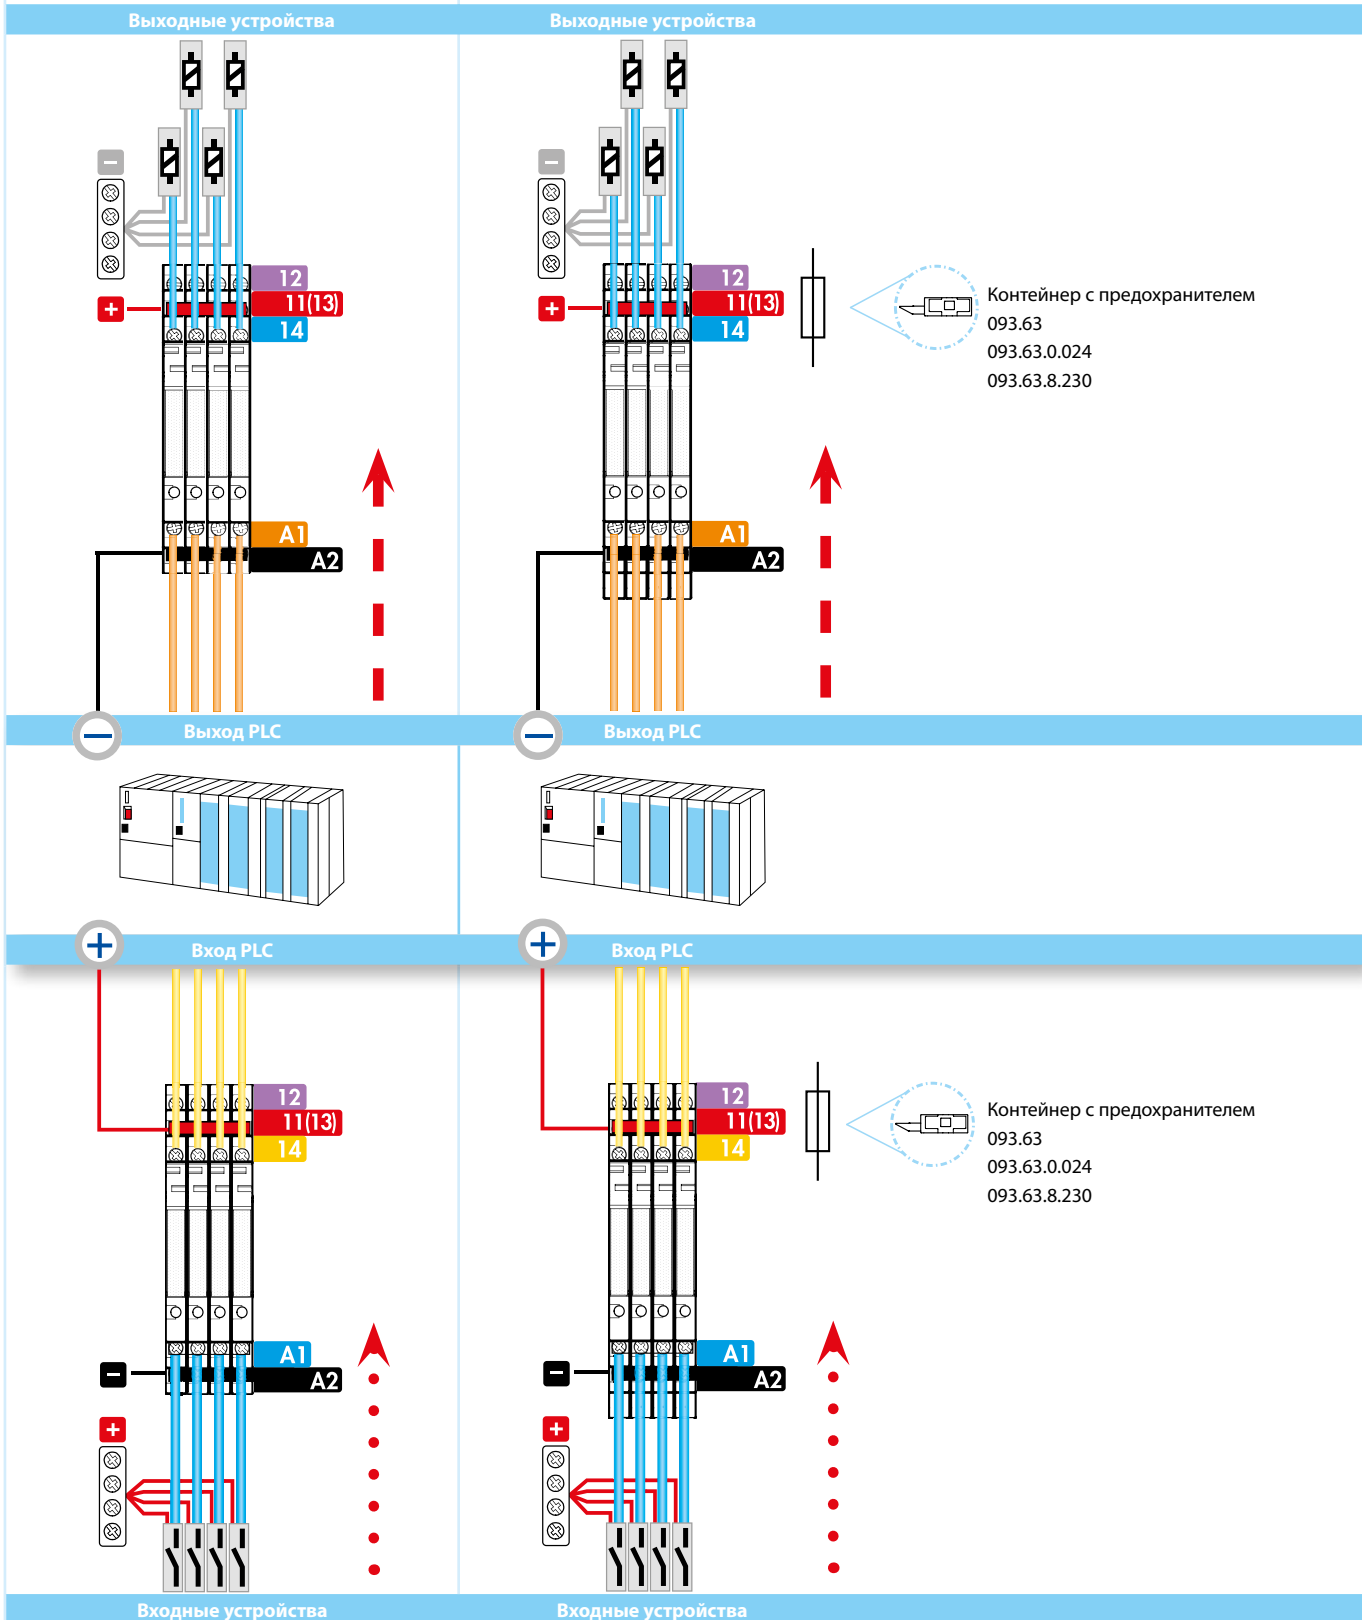 Выходные устройства
Выходные устройства
12
11(13)
14
12
11(13)
14
Контейнер с предохранителем
093.63
093.63.0.024
093.63.8.230
A1
A2
A1
A2
Выход PLC
Выход PLC
Вход PLC
Вход PLC
12
11(13)
14
12
11(13)
14
Контейнер с предохранителем
093.63
093.63.0.024
093.63.8.230
A1
A2
A1
A2
Входные устройства
Входные устройства